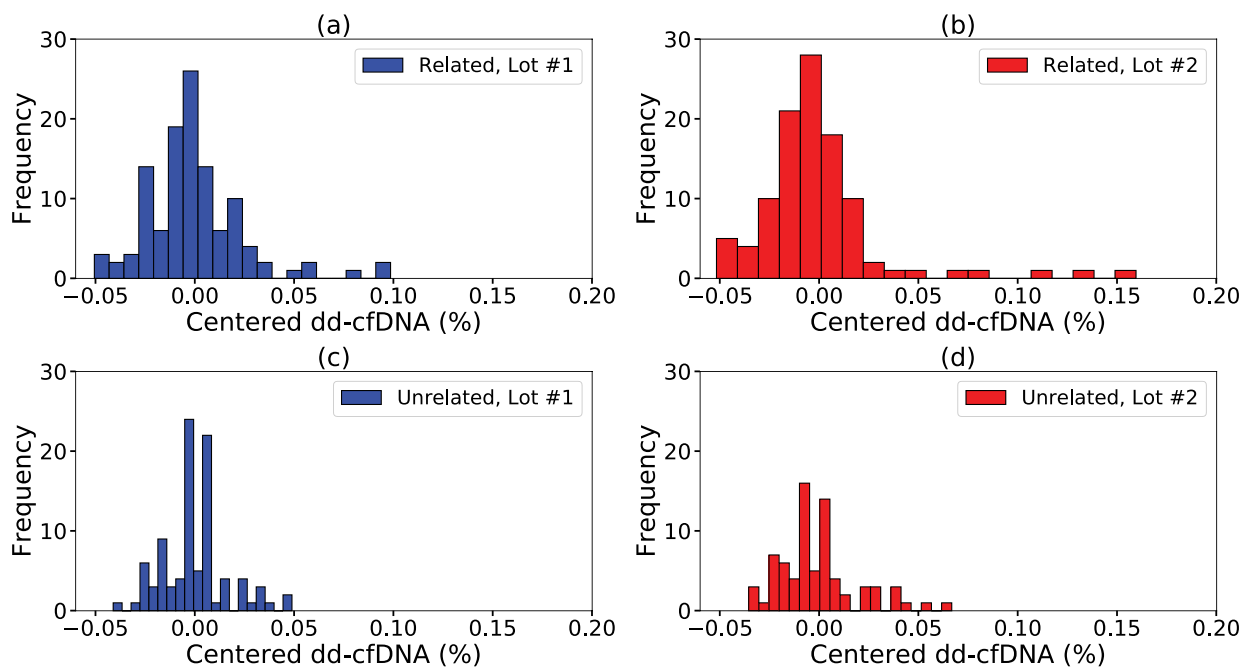 (a)
30
20
10
0
Frequency
Related, Lot #1
−0.05 0.00 0.05 0.10 0.15 0.20
Centered dd-cfDNA (%)
(b)
30
20
10
0
Frequency
Related, Lot #2
−0.05 0.00 0.05 0.10 0.15 0.20
Centered dd-cfDNA (%)
(c)
30
20
10
0
Frequency
Unrelated, Lot #1
−0.05 0.00 0.05 0.10 0.15 0.20
Centered dd-cfDNA (%)
(d)
30
20
10
0
Frequency
Unrelated, Lot #2
−0.05 0.00 0.05 0.10 0.15 0.20
Centered dd-cfDNA (%)